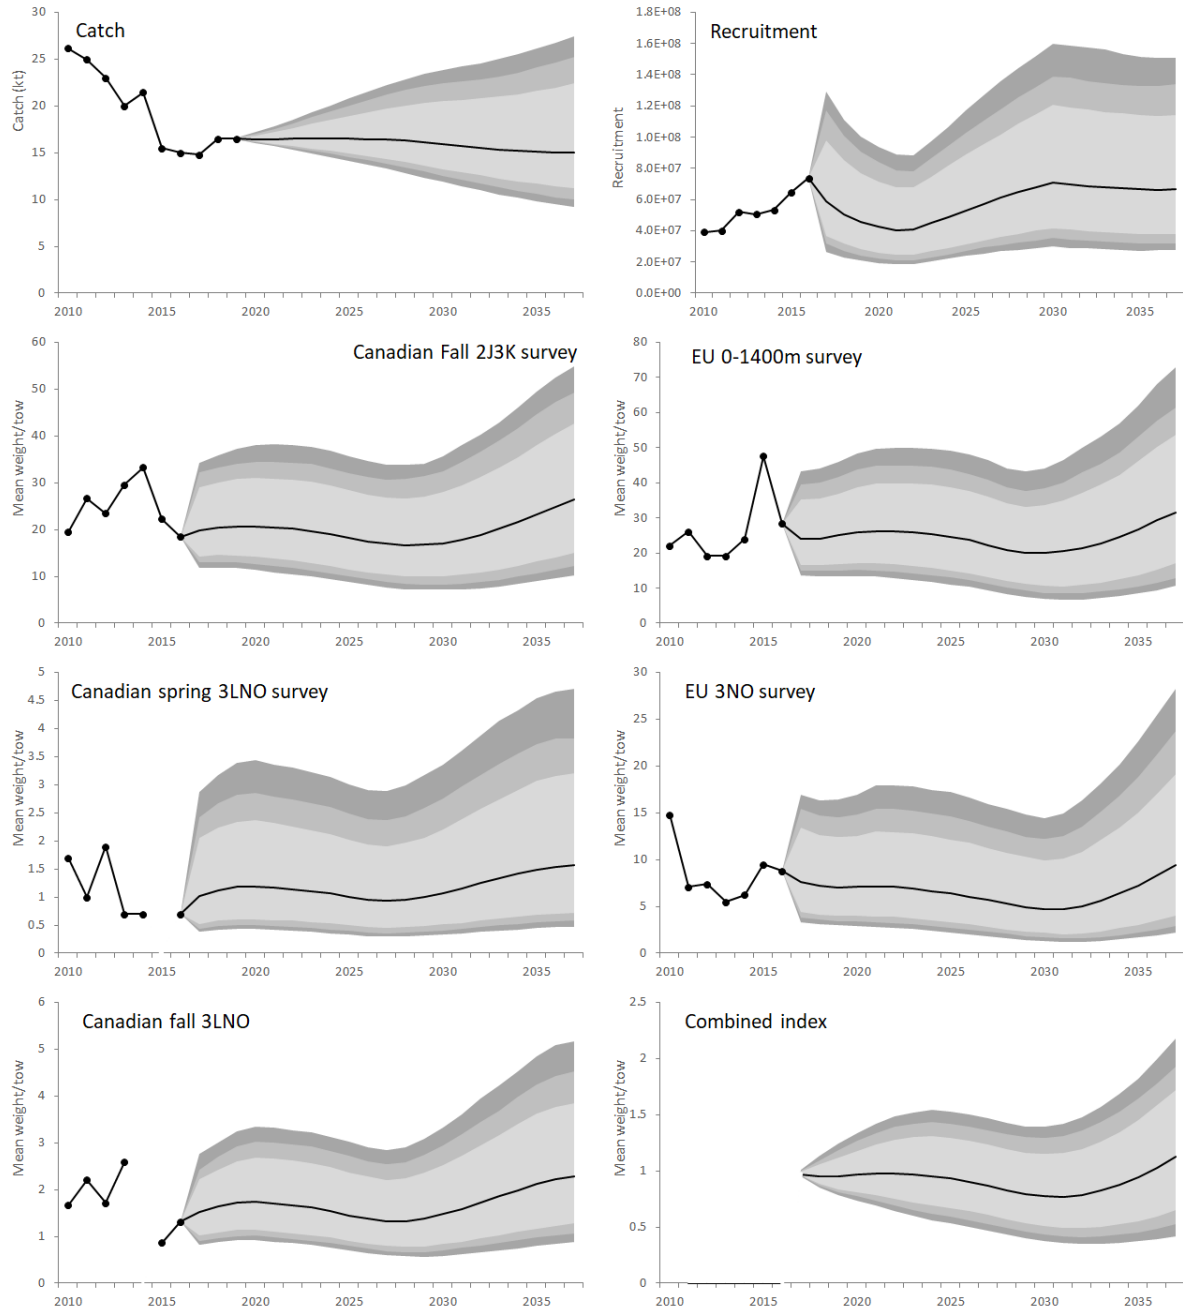 Catch
Catch (kt)
30
25
20
15
10
5
0
2010 2015 2020 2025 2030 2035
Recruitment
Recruitment
1.8E+08
1.6E+08
1.4E+08
1.2E+08
1.0E+08
8.0E+07
6.0E+07
4.0E+07
2.0E+07
0.0E+00
2010 2015 2020 2025 2030 2035
Canadian Fall 2J3K survey
Mean weight/tow
60
50
40
30
20
10
0
2010 2015 2020 2025 2030 2035
EU 0-1400m survey
Mean weight/tow
80
70
60
50
40
30
20
10
0
2010 2015 2020 2025 2030 2035
Canadian spring 3LNO survey
Mean weight/tow
5
4.5
4
3.5
3
2.5
2
1.5
1
0.5
0
2010 2015 2020 2025 2030 2035
EU 3NO survey
Mean weight/tow
30
25
20
15
10
5
0
2010 2015 2020 2025 2030 2035
Canadian fall 3LNO
Mean weight/tow
6
5
4
3
2
1
0
2010 2015 2020 2025 2030 2035
Combined index
Mean weight/tow
2.5
2
1.5
1
0.5
0
2010 2015 2020 2025 2030 2035